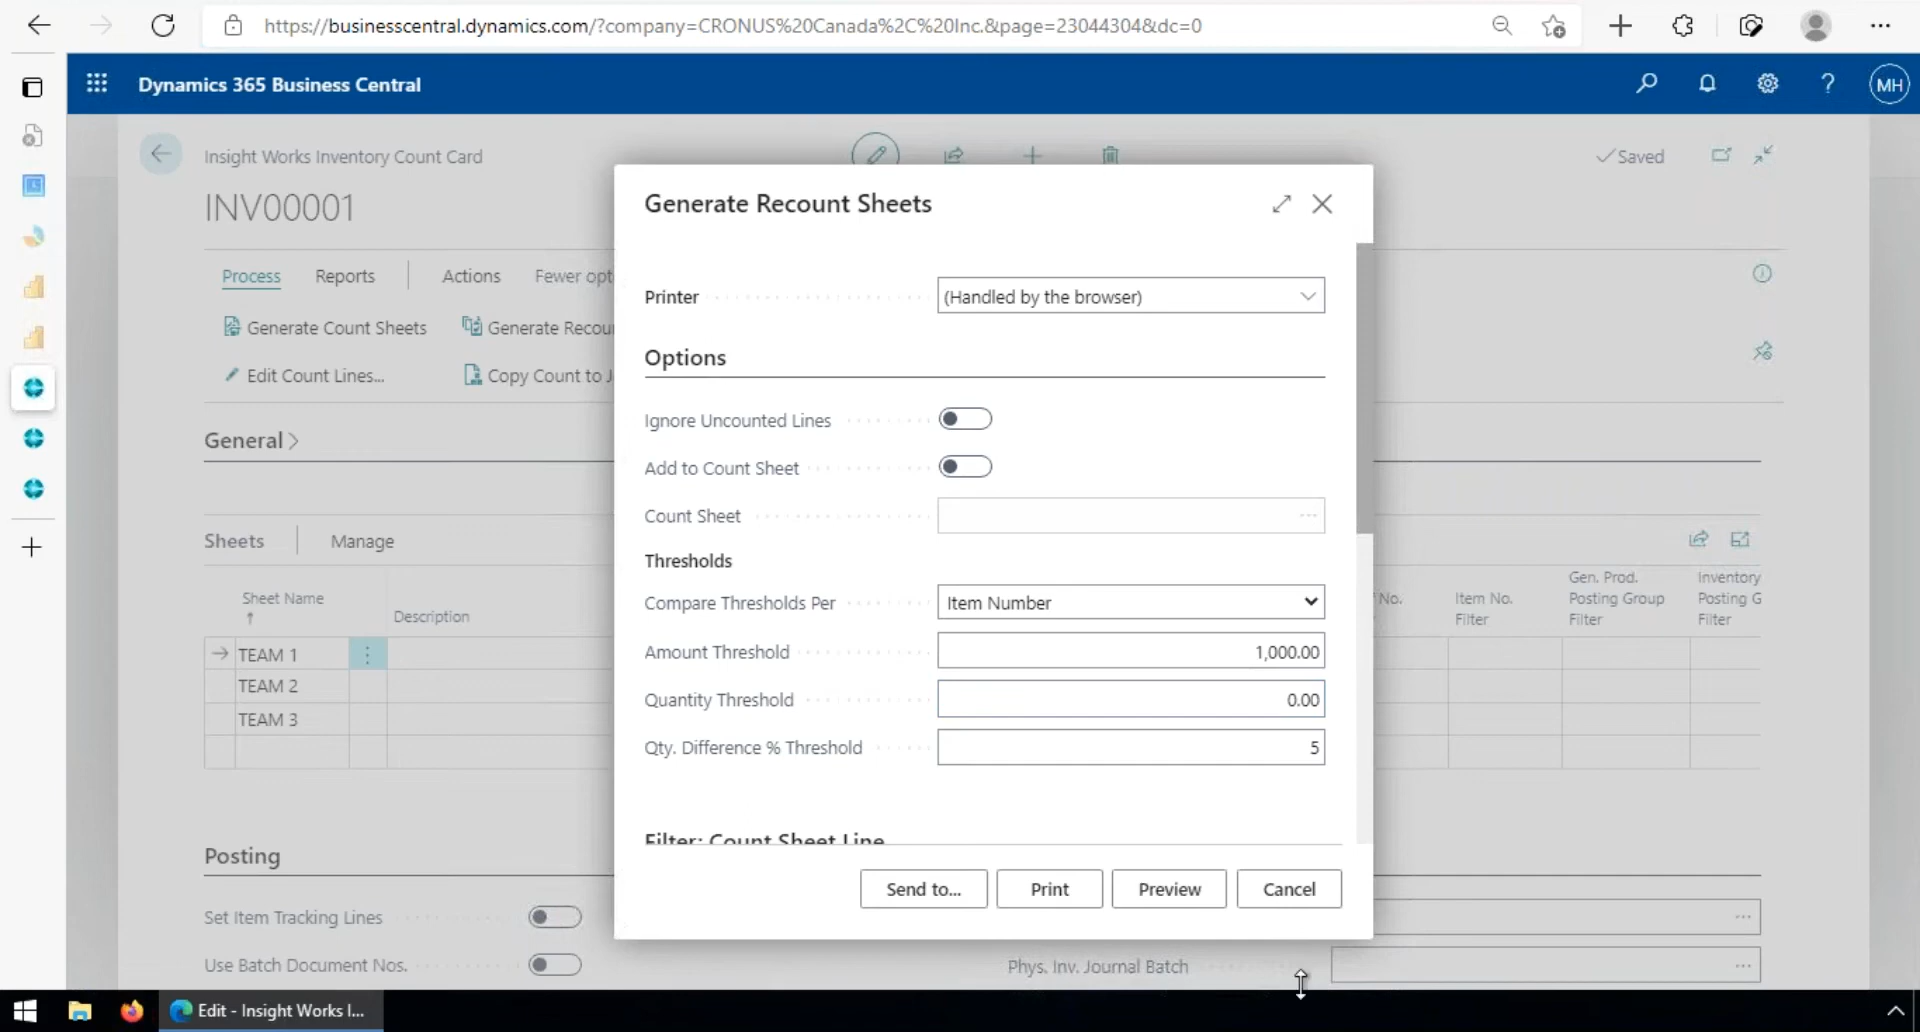 https://businesscentral.dynamics.com/?company=CRONUS%20Canada%2C%20Inc.&page=23044304&dc=0
Dynamics 365 Business Central
?
MH
Insight Works Inventory Count Card
Saved
INV00001
Process
Reports
Actions
Fewer opt
Generate Count Sheets
Generate Recou
Edit Count Lines...
Copy Count to J
General
Sheets
Manage
Sheet Name
Description
No.
Item No.
Filter
Gen. Prod.
Posting Group
Filter
Inventory
Posting G
Filter
TEAM 1
TEAM 2
TEAM 3
Posting
Set Item Tracking Lines
Use Batch Document Nos.
Phys. Inv. Journal Batch
Generate Recount Sheets
Printer
(Handled by the browser)
Options
Ignore Uncounted Lines
Add to Count Sheet
Count Sheet
Thresholds
Compare Thresholds Per
Item Number
Amount Threshold
1,000.00
Quantity Threshold
0.00
Qty. Difference % Threshold
5
Filter: Count Sheet Line
Send to...
Print
Preview
Cancel
Edit - Insight Works I...